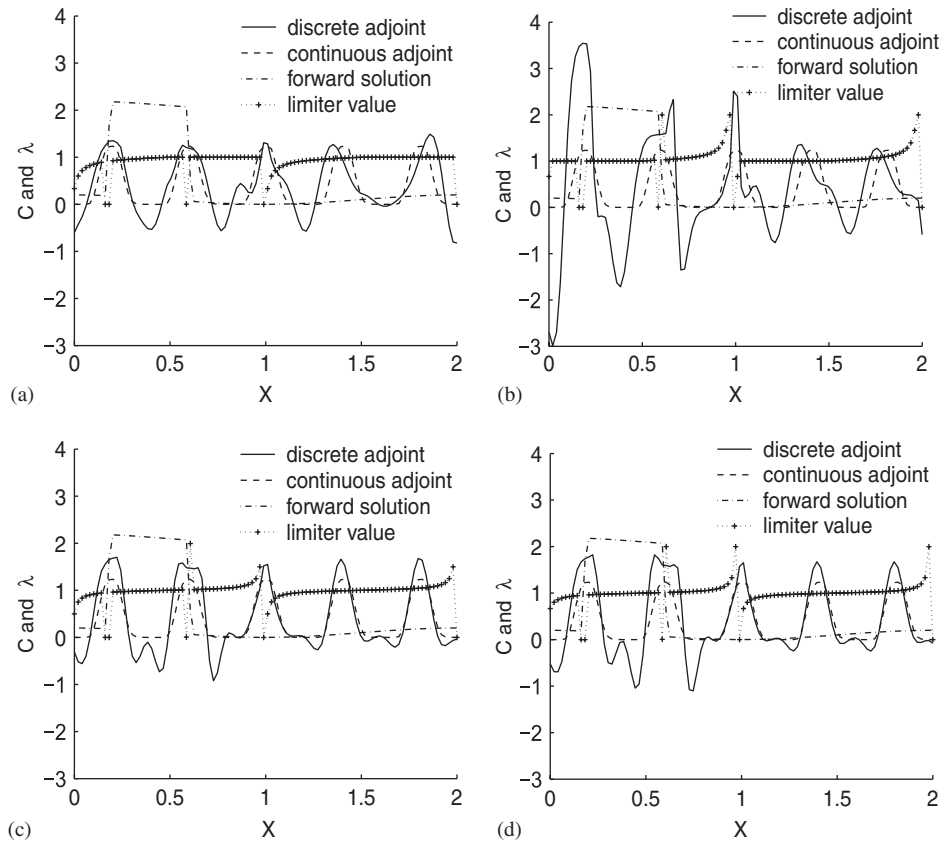 4
3
2
1
0
−1
−2
−3
C and λ
discrete adjoint
continuous adjoint
forward solution
limiter value
0
0.5
1
1.5
2
X
(a)
4
3
2
1
0
−1
−2
−3
C and λ
discrete adjoint
continuous adjoint
forward solution
limiter value
0
0.5
1
1.5
2
X
(b)
4
3
2
1
0
−1
−2
−3
C and λ
discrete adjoint
continuous adjoint
forward solution
limiter value
0
0.5
1
1.5
2
X
(c)
4
3
2
1
0
−1
−2
−3
C and λ
discrete adjoint
continuous adjoint
forward solution
limiter value
0
0.5
1
1.5
2
X
(d)